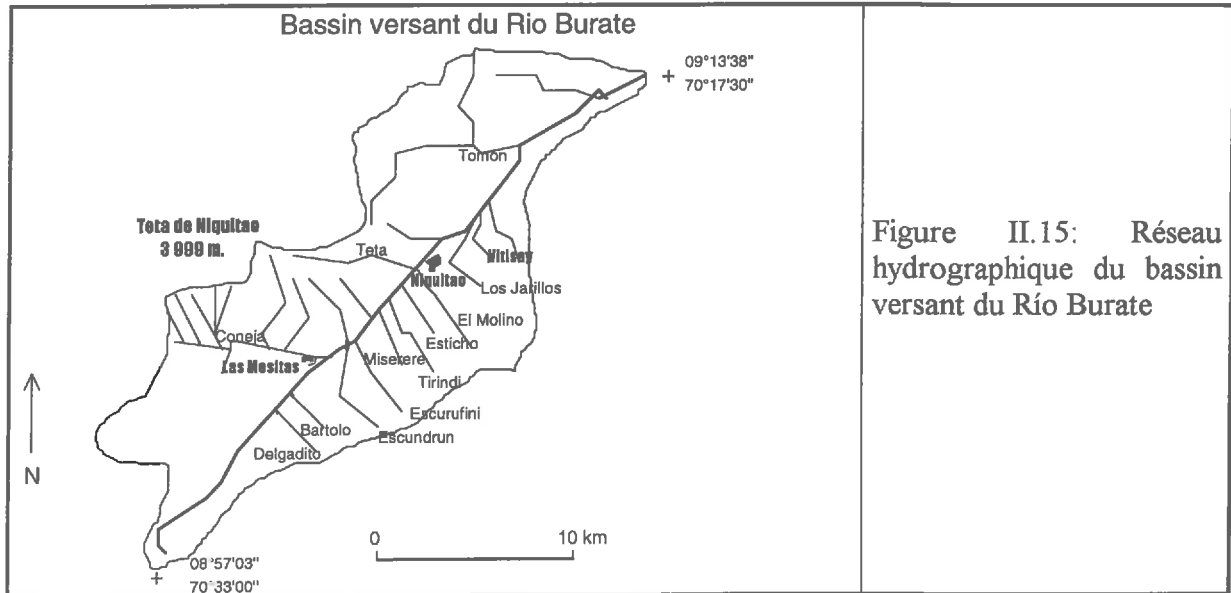 Bassin versant du Rio Burate
09°13'38"
70°17'30"
Tomon
Teta de Niquitao
3 999 m.
Teta
Vitisay
Niquitao
Los Jarillos
El Molino
Coneja
Esticho
Las Mesitas
Miserere
Tirindi
Escurufini
Bartolo
Escundrun
Delgadito
N
0 10 km
08°57'03"
70°33'00"
Figure II.15: Réseau
hydrographique du bassin
versant du Río Burate